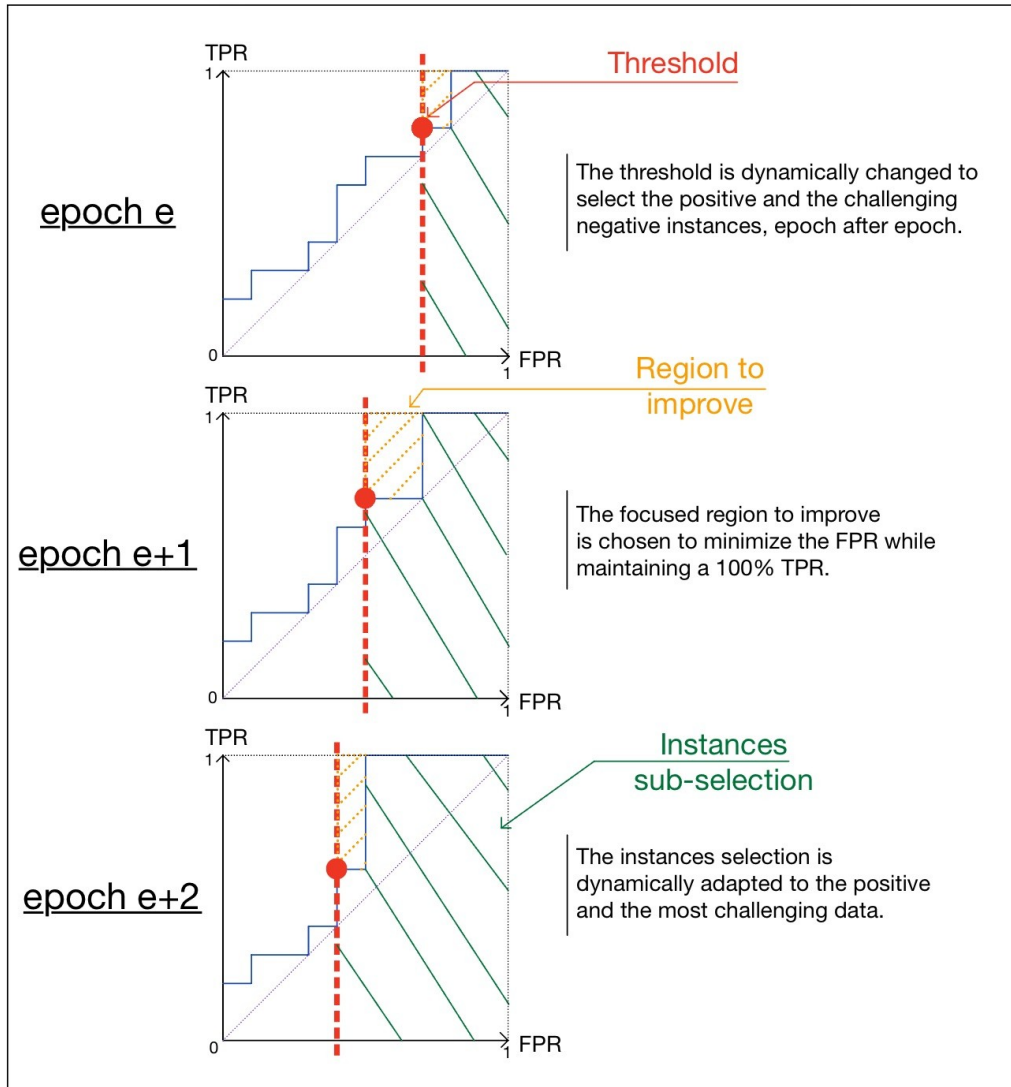 TPR
1
Threshold
epoch e
The threshold is dynamically changed to
select the positive and the challenging
negative instances, epoch after epoch.
0
1
FPR
TPR
1
Region to
improve
epoch e+1
The focused region to improve
is chosen to minimize the FPR while
maintaining a 100% TPR.
0
1
FPR
TPR
1
Instances
sub-selection
epoch e+2
The instances selection is
dynamically adapted to the positive
and the most challenging data.
0
1
FPR